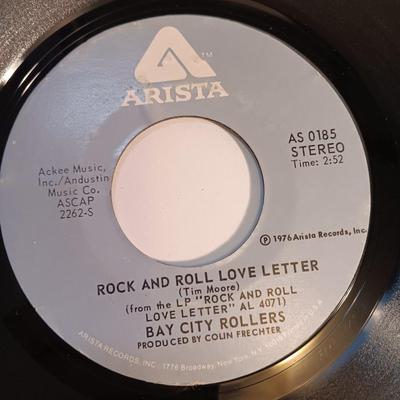 ™
ARISTA
Ackee Music,
Inc./Andustin
Music Co.
ASCAP
2262-S
AS 0185
STEREO
Time: 2:52
℗ 1976 Arista Records, Inc.
ROCK AND ROLL LOVE LETTER
(Tim Moore)
(from the LP "ROCK AND ROLL
LOVE LETTER" AL 4071)
BAY CITY ROLLERS
PRODUCED BY COLIN FRECHTER
ARISTA RECORDS, INC. · 1776 Broadway, New York, N.Y. U.S.A.